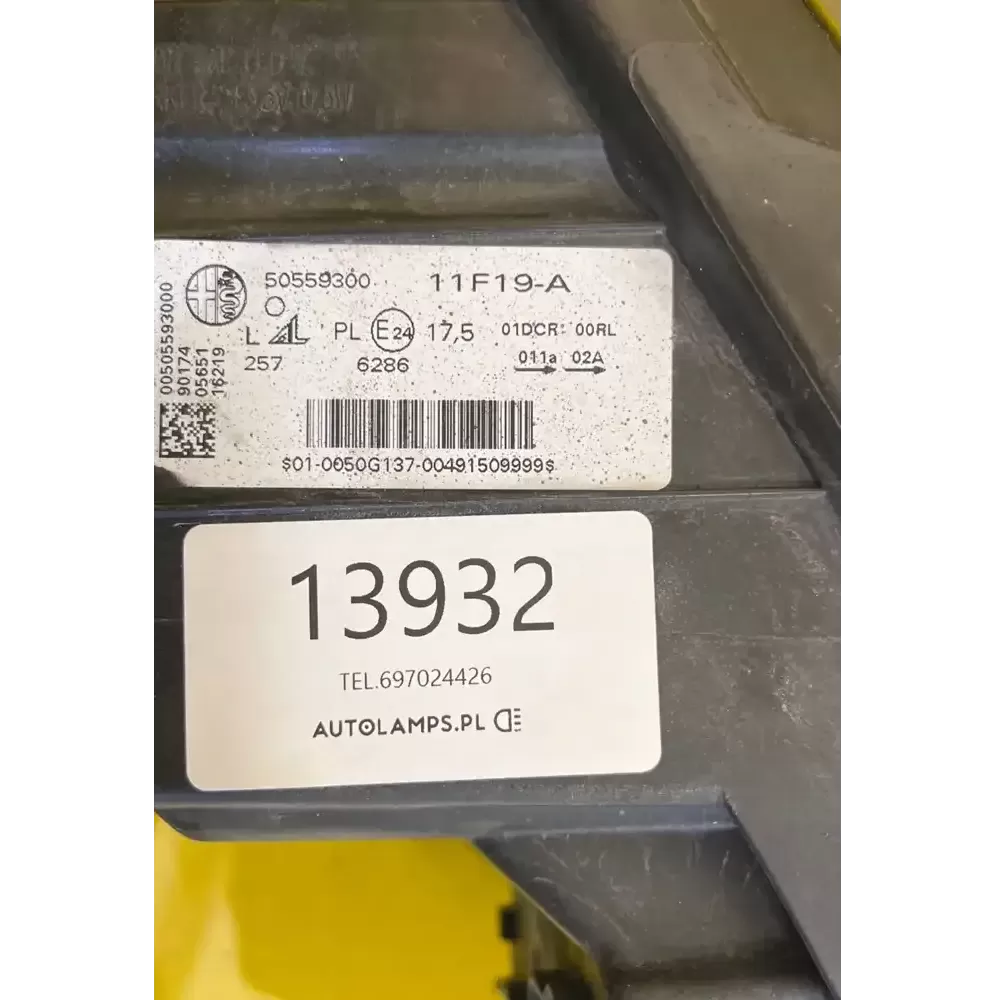 50559300 11F19-A
L AL PL E24 17,5 01DCR 00RL
257 6286 011a 02A
00505593000
90174
05651
16219
$01-0050G137-00491509999$
13932
TEL.697024426
AUTOLAMPS.PL